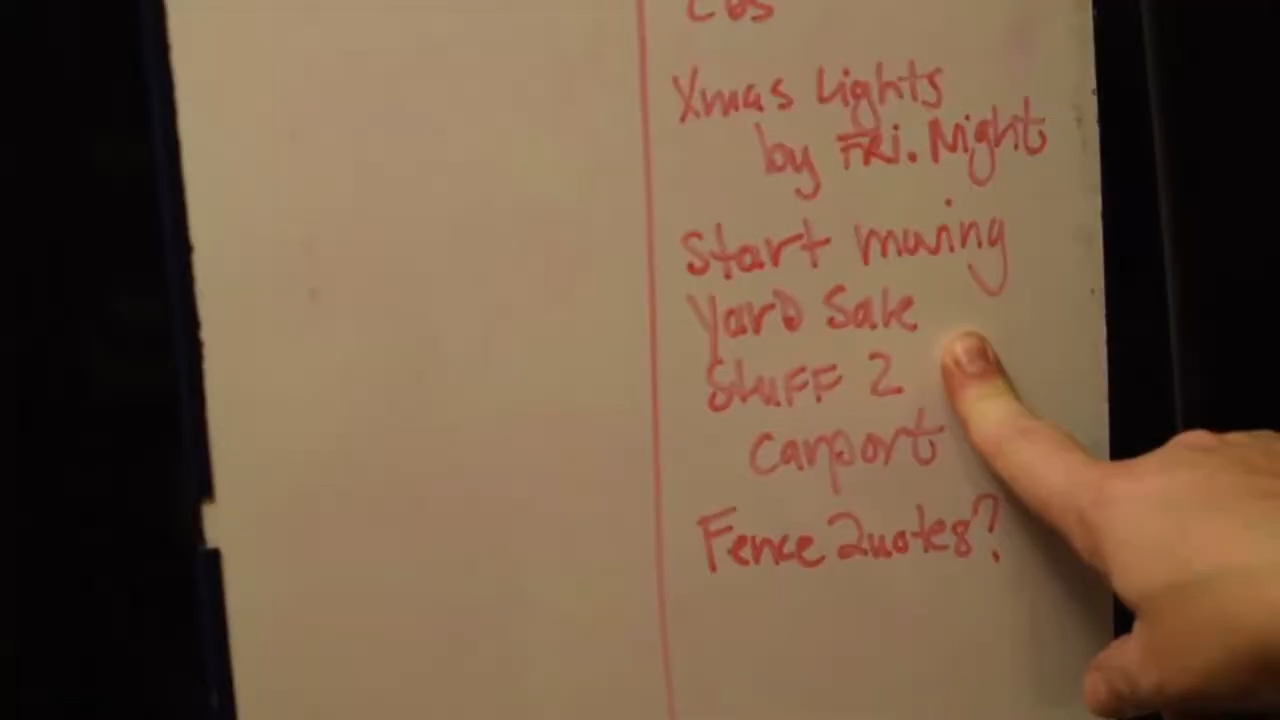 Xmas Lights
by FRi. Night
Start moving
YarD Sale
StuFF 2
carport
Fence Quotes?